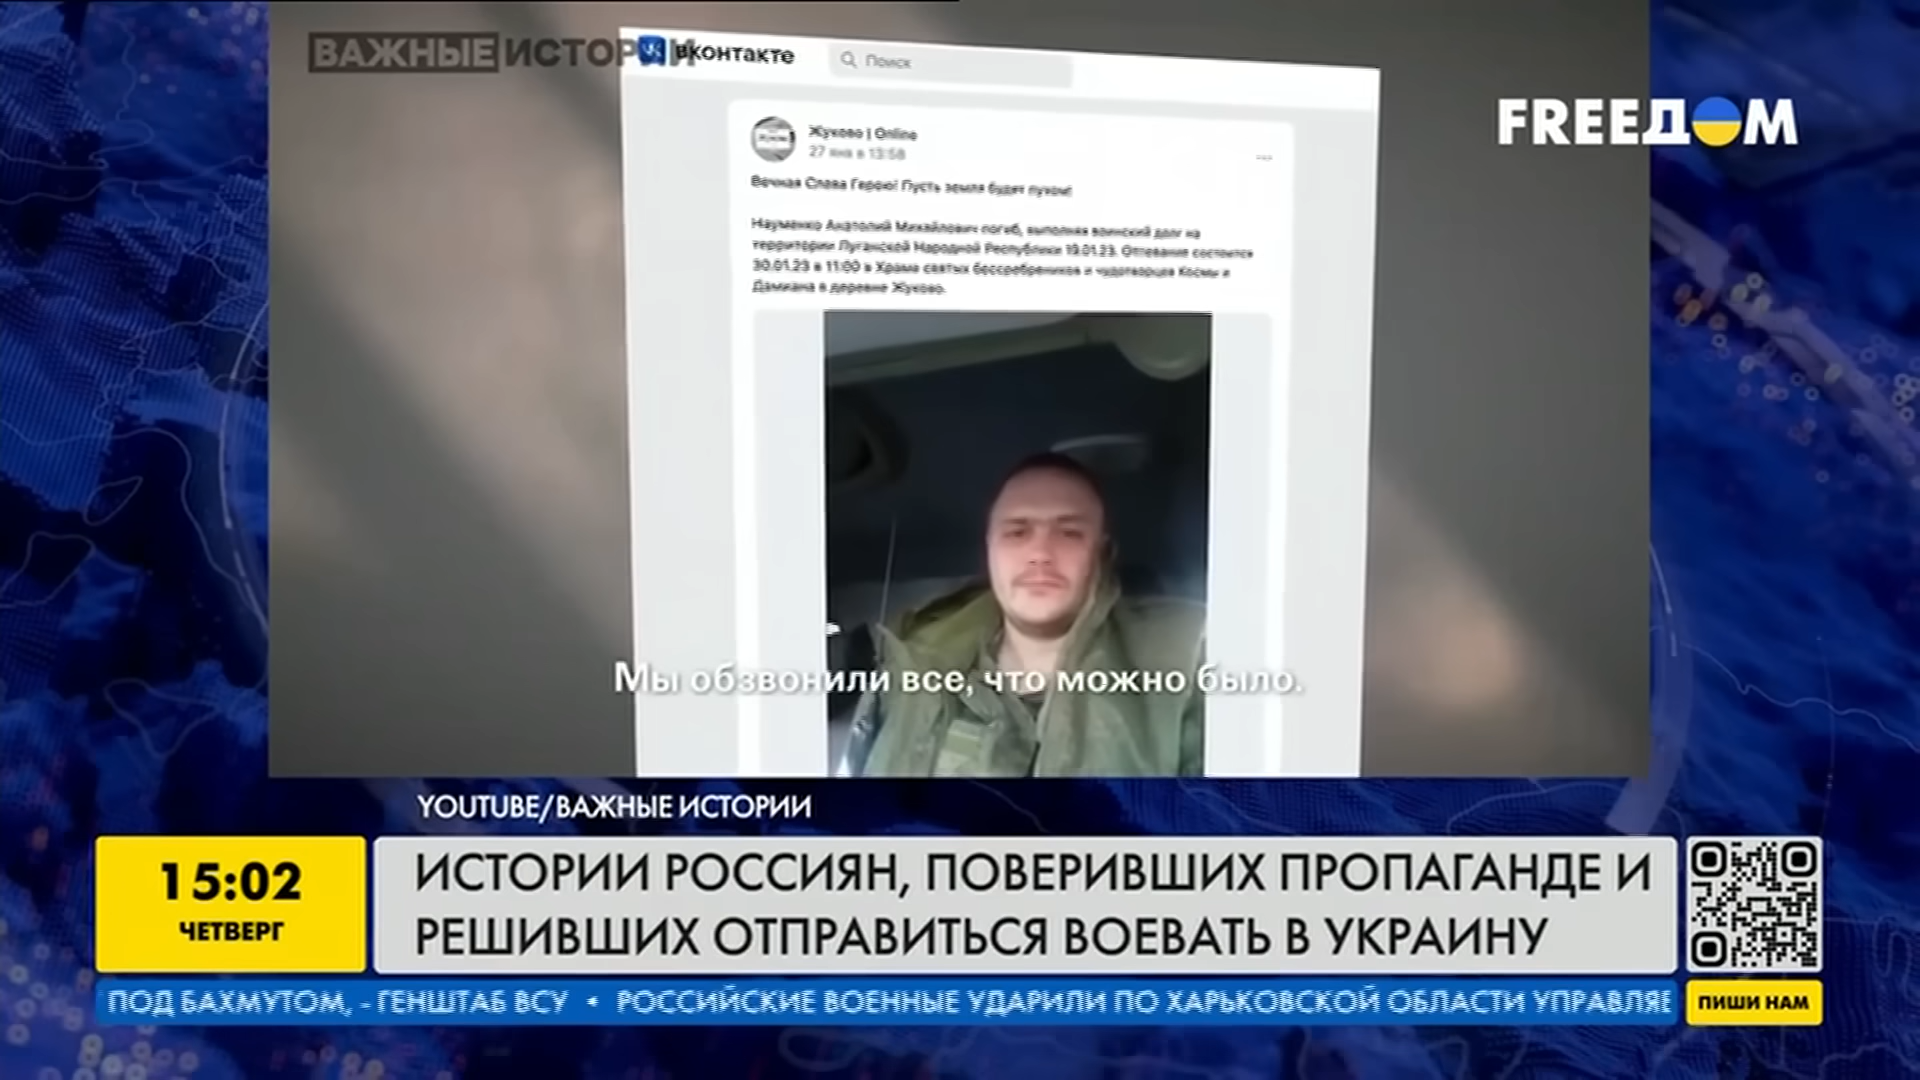 ВАЖНЫЕ ИСТОРИИ
вконтакте
Поиск
FREEДOM
Жуково | Online
27 янв в 13:58
Вечная Слава Герою! Пусть земля будет пухом!
Науменко Анатолий Михайлович погиб, выполняя воинский долг на
территории Луганской Народной Республики 19.01.23. Отпевание состоится
30.01.23 в 11:00 в Храме святых бессребреников и чудотворцев Космы и
Дамиана в деревне Жуково.
Мы обзвонили все, что можно было.
YOUTUBE/ВАЖНЫЕ ИСТОРИИ
15:02
ЧЕТВЕРГ
ИСТОРИИ РОССИЯН, ПОВЕРИВШИХ ПРОПАГАНДЕ И
РЕШИВШИХ ОТПРАВИТЬСЯ ВОЕВАТЬ В УКРАИНУ
ПОД БАХМУТОМ, - ГЕНШТАБ ВСУ • РОССИЙСКИЕ ВОЕННЫЕ УДАРИЛИ ПО ХАРЬКОВСКОЙ ОБЛАСТИ УПРАВЛЯЕ
ПИШИ НАМ